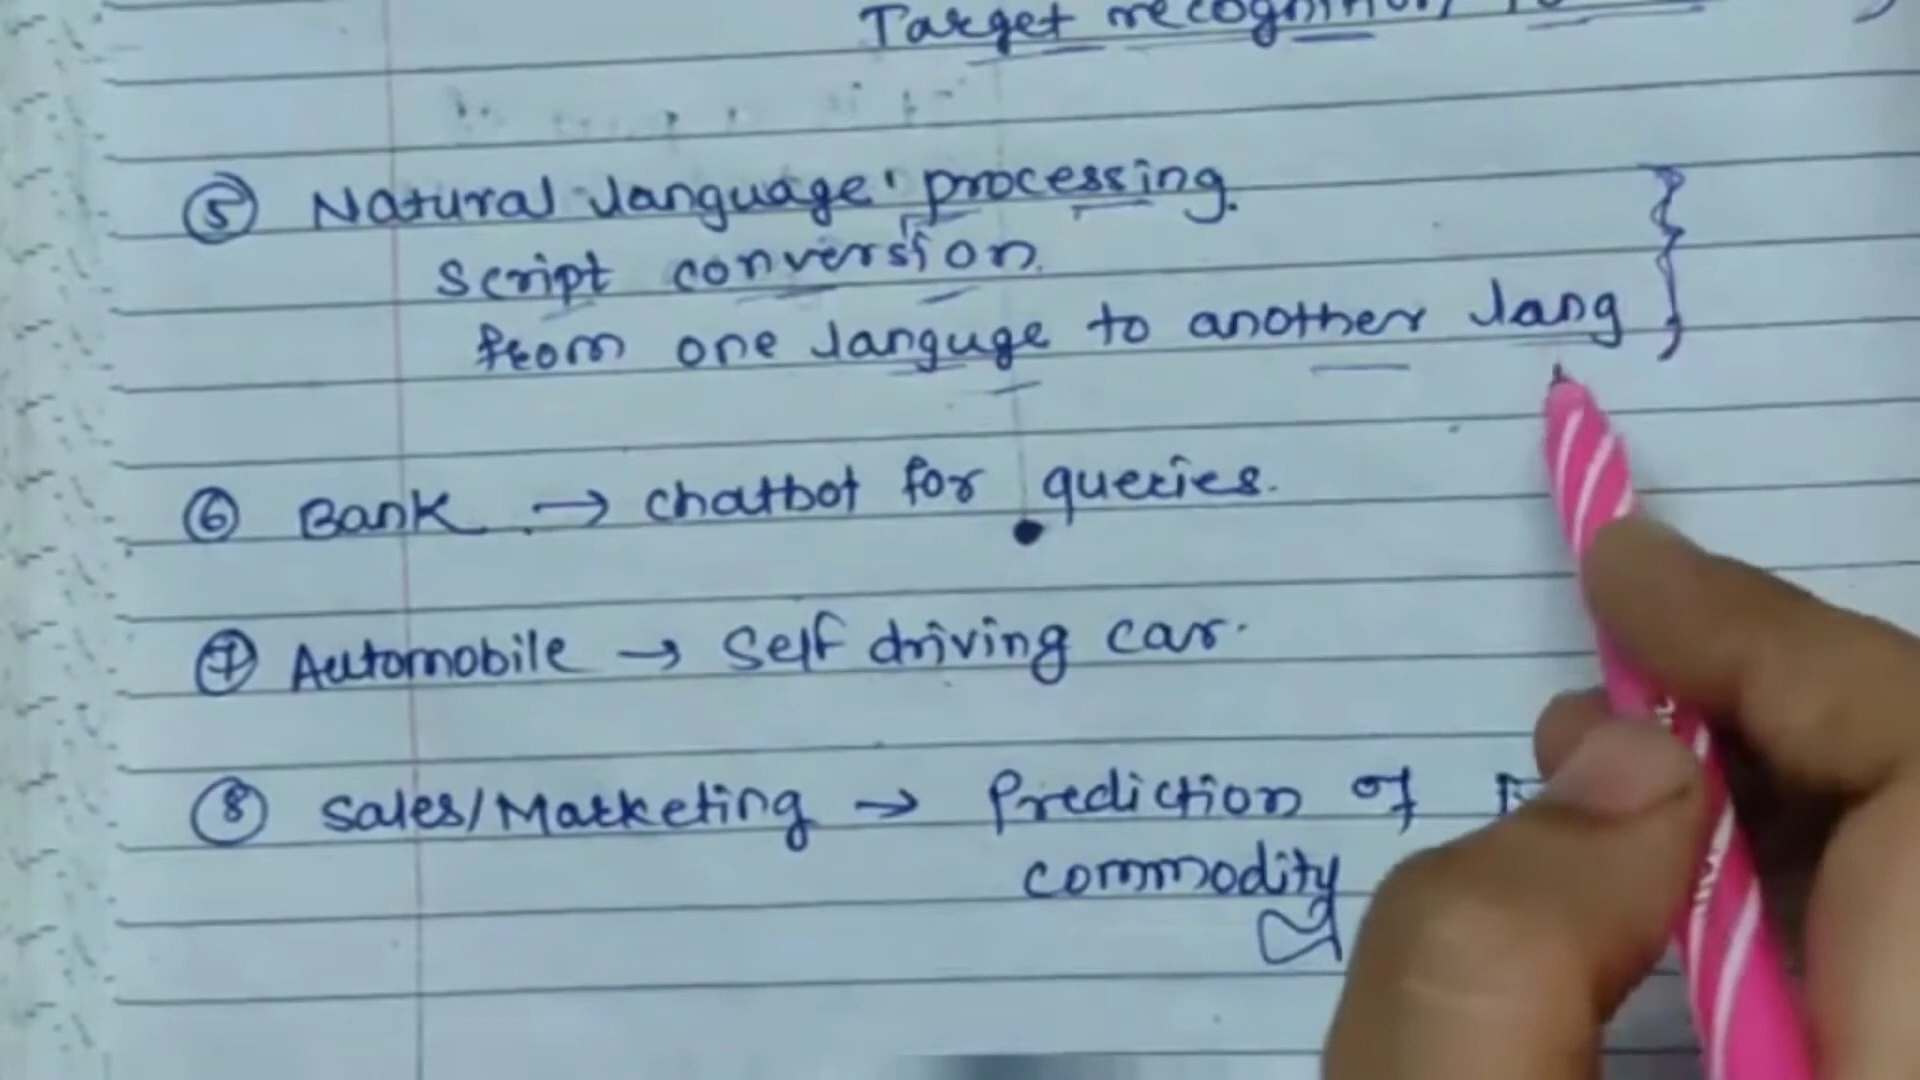 Target recognition
⑤ Natural language processing.
Script conversion.
from one languge to another lang
⑥ Bank → chatbot for queries.
⑦ Automobile → Self driving car.
⑧ Sales/Marketing → Prediction of
commodity